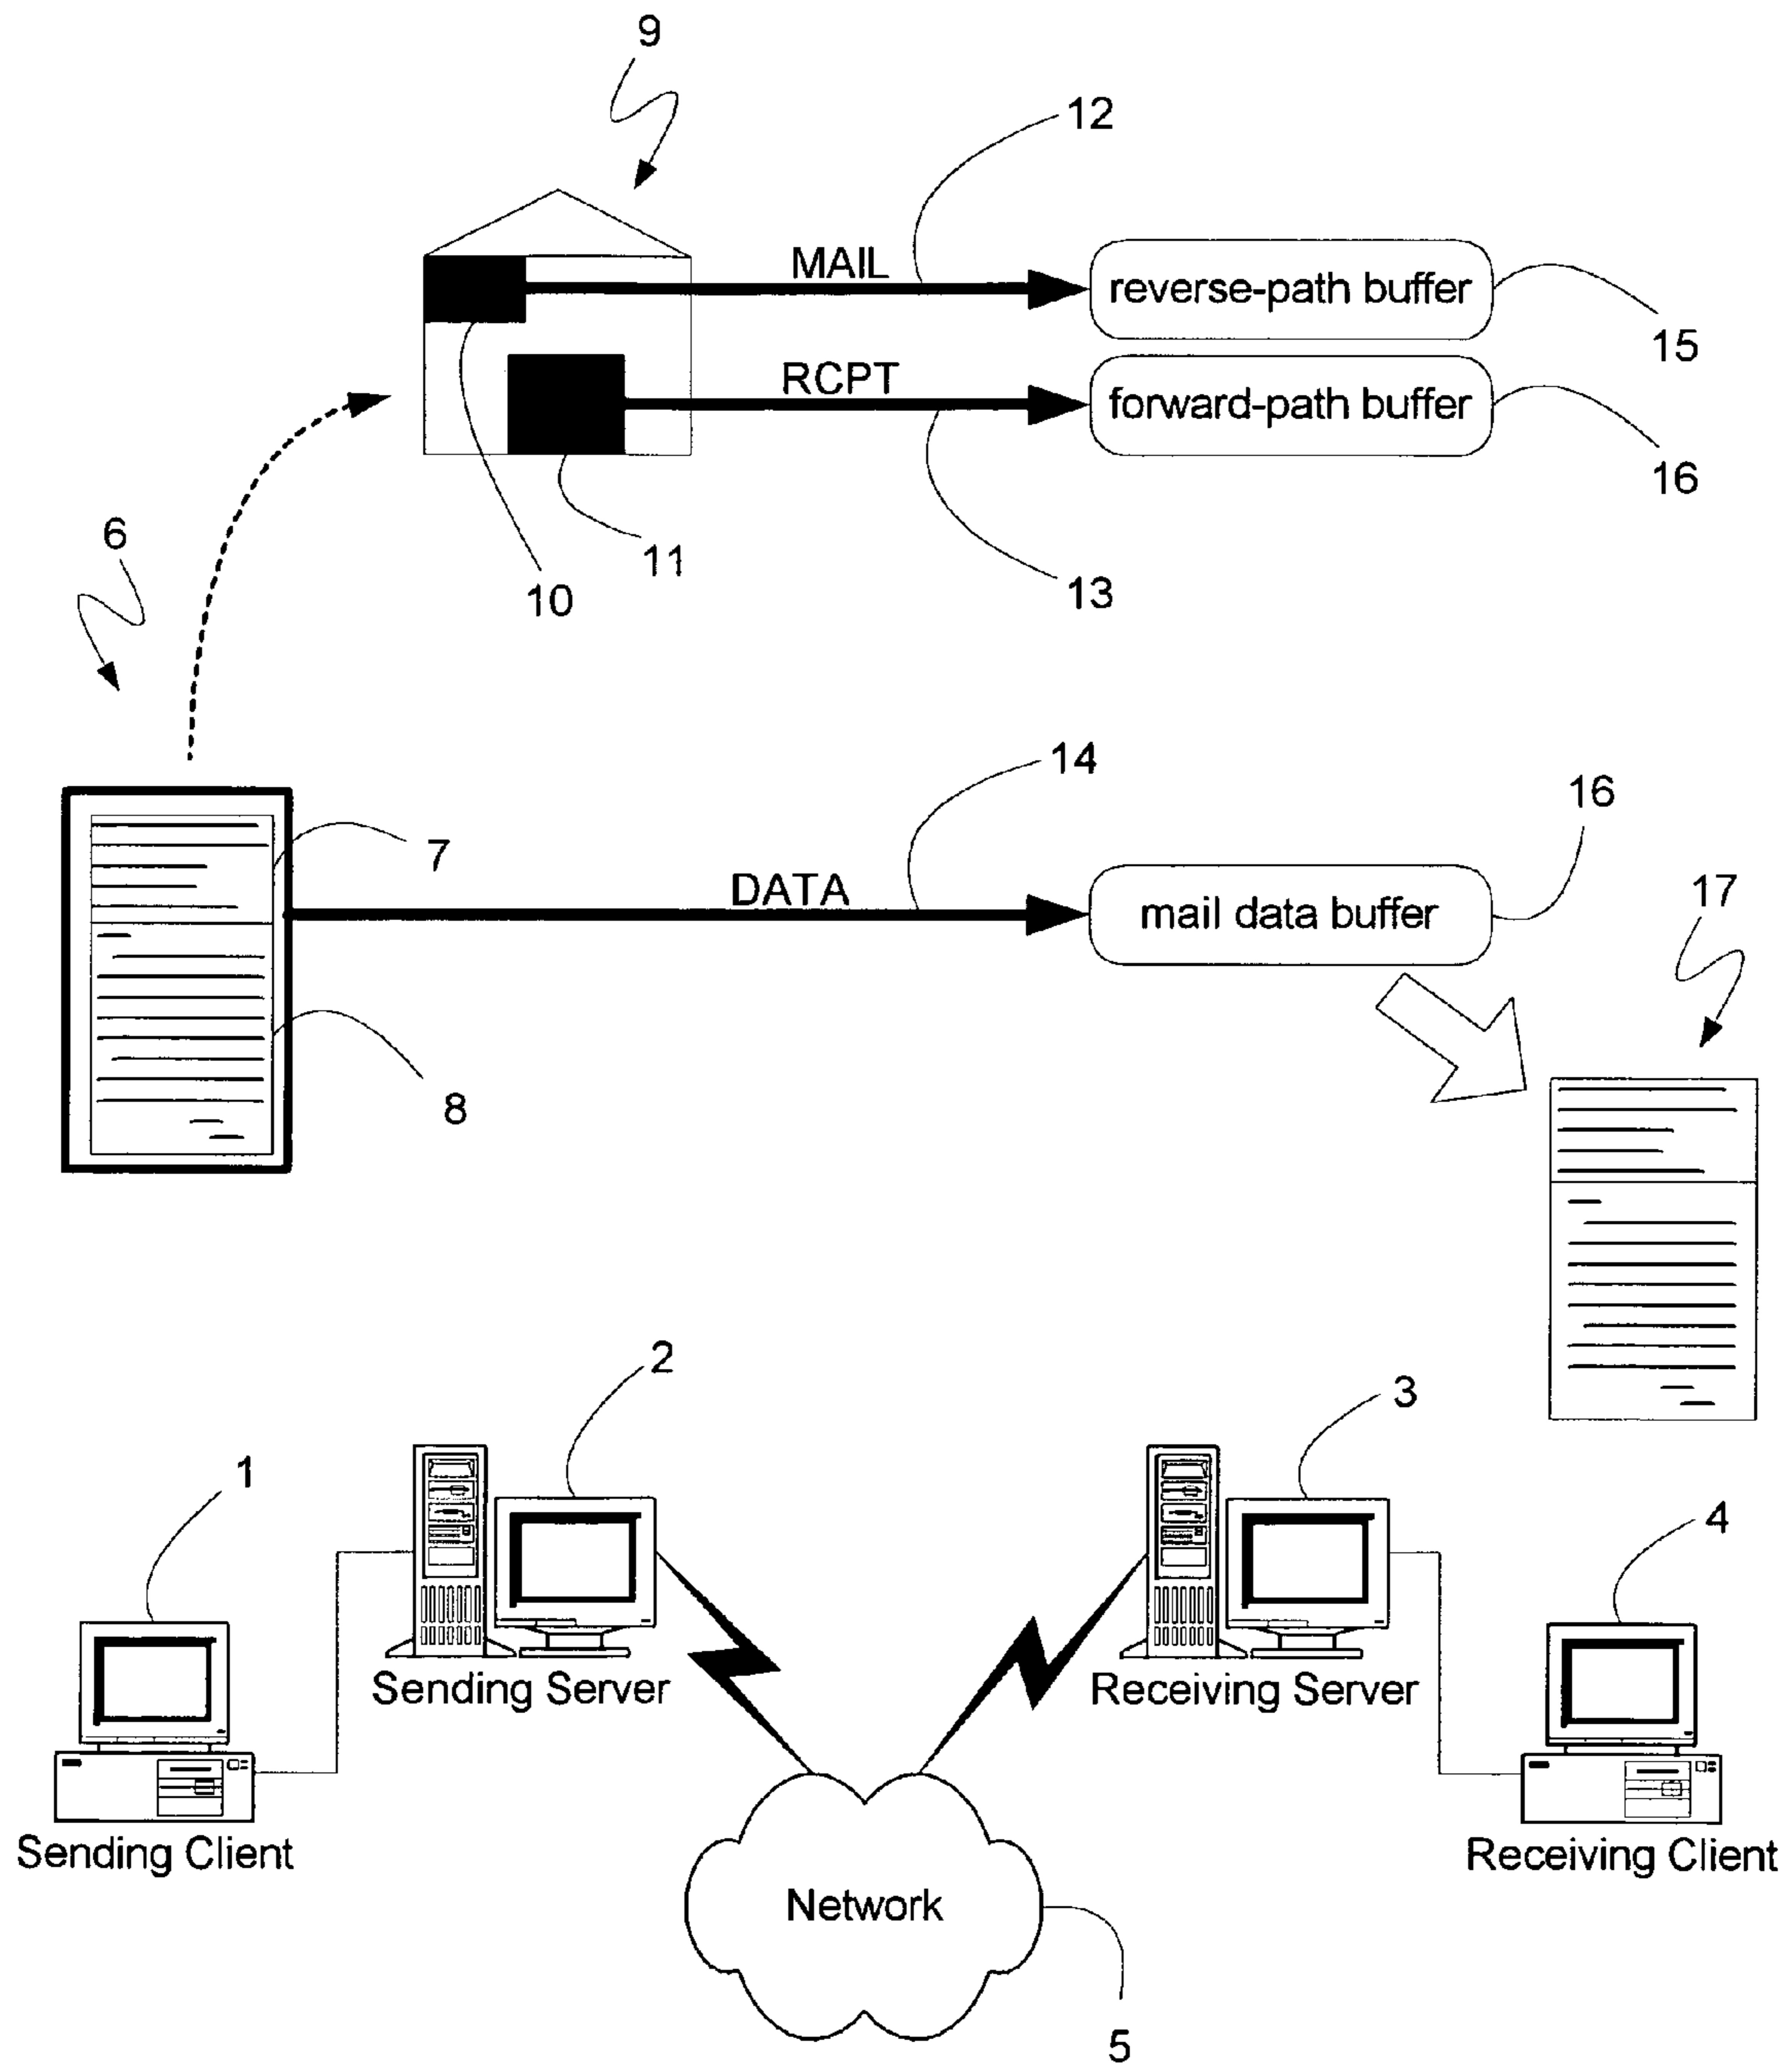 9
12
MAIL
reverse-path buffer
15
RCPT
forward-path buffer
16
6
11
10
13
14
16
7
DATA
mail data buffer
17
8
2
3
1
4
Sending Server
Receiving Server
Sending Client
Receiving Client
Network
5